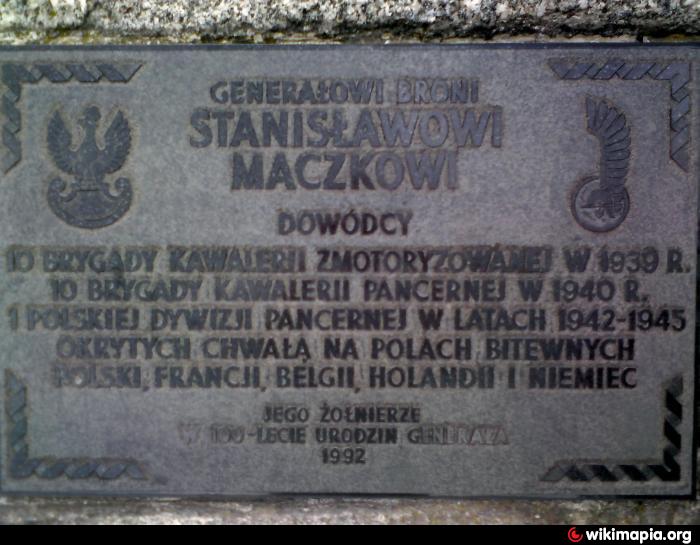 GENERAŁOWI BRONI
STANISŁAWOWI
MACZKOWI
DOWÓDCY
10 BRYGADY KAWALERII ZMOTORYZOWANEJ W 1939 R.
10 BRYGADY KAWALERII PANCERNEJ W 1940 R.
1 POLSKIEJ DYWIZJI PANCERNEJ W LATACH 1942-1945
OKRYTYCH CHWAŁĄ NA POLACH BITEWNYCH
POLSKI, FRANCJI, BELGII, HOLANDII I NIEMIEC
JEGO ŻOŁNIERZE
W 100-LECIE URODZIN GENERAŁA
1992
wikimapia.org